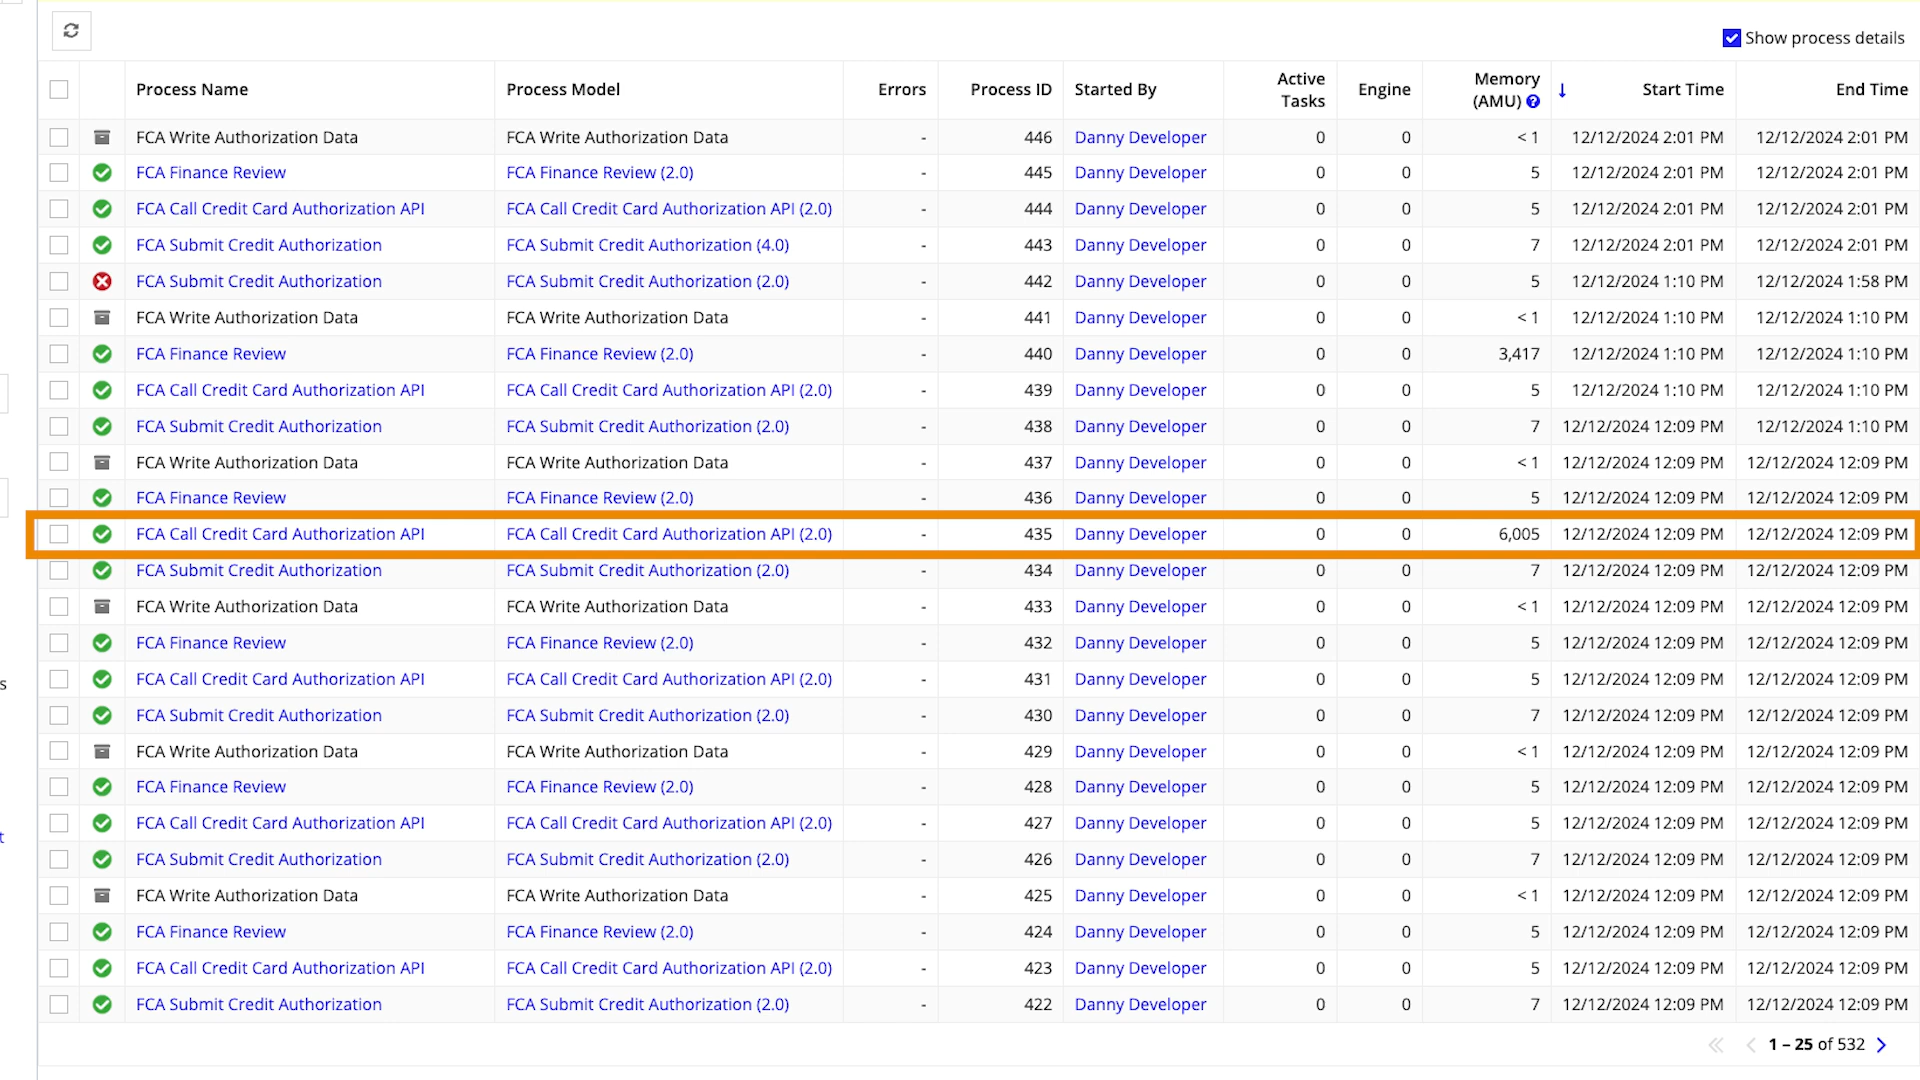 Show process details
Process Name Process Model Errors Process ID Started By Active Tasks Engine Memory (AMU) Start Time End Time
FCA Write Authorization Data FCA Write Authorization Data - 446 Danny Developer 0 0 < 1 12/12/2024 2:01 PM 12/12/2024 2:01 PM
FCA Finance Review FCA Finance Review (2.0) - 445 Danny Developer 0 0 5 12/12/2024 2:01 PM 12/12/2024 2:01 PM
FCA Call Credit Card Authorization API FCA Call Credit Card Authorization API (2.0) - 444 Danny Developer 0 0 5 12/12/2024 2:01 PM 12/12/2024 2:01 PM
FCA Submit Credit Authorization FCA Submit Credit Authorization (4.0) - 443 Danny Developer 0 0 7 12/12/2024 2:01 PM 12/12/2024 2:01 PM
FCA Submit Credit Authorization FCA Submit Credit Authorization (2.0) - 442 Danny Developer 0 0 5 12/12/2024 1:10 PM 12/12/2024 1:58 PM
FCA Write Authorization Data FCA Write Authorization Data - 441 Danny Developer 0 0 < 1 12/12/2024 1:10 PM 12/12/2024 1:10 PM
FCA Finance Review FCA Finance Review (2.0) - 440 Danny Developer 0 0 3,417 12/12/2024 1:10 PM 12/12/2024 1:10 PM
FCA Call Credit Card Authorization API FCA Call Credit Card Authorization API (2.0) - 439 Danny Developer 0 0 5 12/12/2024 1:10 PM 12/12/2024 1:10 PM
FCA Submit Credit Authorization FCA Submit Credit Authorization (2.0) - 438 Danny Developer 0 0 7 12/12/2024 12:09 PM 12/12/2024 1:10 PM
FCA Write Authorization Data FCA Write Authorization Data - 437 Danny Developer 0 0 < 1 12/12/2024 12:09 PM 12/12/2024 12:09 PM
FCA Finance Review FCA Finance Review (2.0) - 436 Danny Developer 0 0 5 12/12/2024 12:09 PM 12/12/2024 12:09 PM
FCA Call Credit Card Authorization API FCA Call Credit Card Authorization API (2.0) - 435 Danny Developer 0 0 6,005 12/12/2024 12:09 PM 12/12/2024 12:09 PM
FCA Submit Credit Authorization FCA Submit Credit Authorization (2.0) - 434 Danny Developer 0 0 7 12/12/2024 12:09 PM 12/12/2024 12:09 PM
FCA Write Authorization Data FCA Write Authorization Data - 433 Danny Developer 0 0 < 1 12/12/2024 12:09 PM 12/12/2024 12:09 PM
FCA Finance Review FCA Finance Review (2.0) - 432 Danny Developer 0 0 5 12/12/2024 12:09 PM 12/12/2024 12:09 PM
FCA Call Credit Card Authorization API FCA Call Credit Card Authorization API (2.0) - 431 Danny Developer 0 0 5 12/12/2024 12:09 PM 12/12/2024 12:09 PM
FCA Submit Credit Authorization FCA Submit Credit Authorization (2.0) - 430 Danny Developer 0 0 7 12/12/2024 12:09 PM 12/12/2024 12:09 PM
FCA Write Authorization Data FCA Write Authorization Data - 429 Danny Developer 0 0 < 1 12/12/2024 12:09 PM 12/12/2024 12:09 PM
FCA Finance Review FCA Finance Review (2.0) - 428 Danny Developer 0 0 5 12/12/2024 12:09 PM 12/12/2024 12:09 PM
FCA Call Credit Card Authorization API FCA Call Credit Card Authorization API (2.0) - 427 Danny Developer 0 0 5 12/12/2024 12:09 PM 12/12/2024 12:09 PM
FCA Submit Credit Authorization FCA Submit Credit Authorization (2.0) - 426 Danny Developer 0 0 7 12/12/2024 12:09 PM 12/12/2024 12:09 PM
FCA Write Authorization Data FCA Write Authorization Data - 425 Danny Developer 0 0 < 1 12/12/2024 12:09 PM 12/12/2024 12:09 PM
FCA Finance Review FCA Finance Review (2.0) - 424 Danny Developer 0 0 5 12/12/2024 12:09 PM 12/12/2024 12:09 PM
FCA Call Credit Card Authorization API FCA Call Credit Card Authorization API (2.0) - 423 Danny Developer 0 0 5 12/12/2024 12:09 PM 12/12/2024 12:09 PM
FCA Submit Credit Authorization FCA Submit Credit Authorization (2.0) - 422 Danny Developer 0 0 7 12/12/2024 12:09 PM 12/12/2024 12:09 PM
1 – 25 of 532